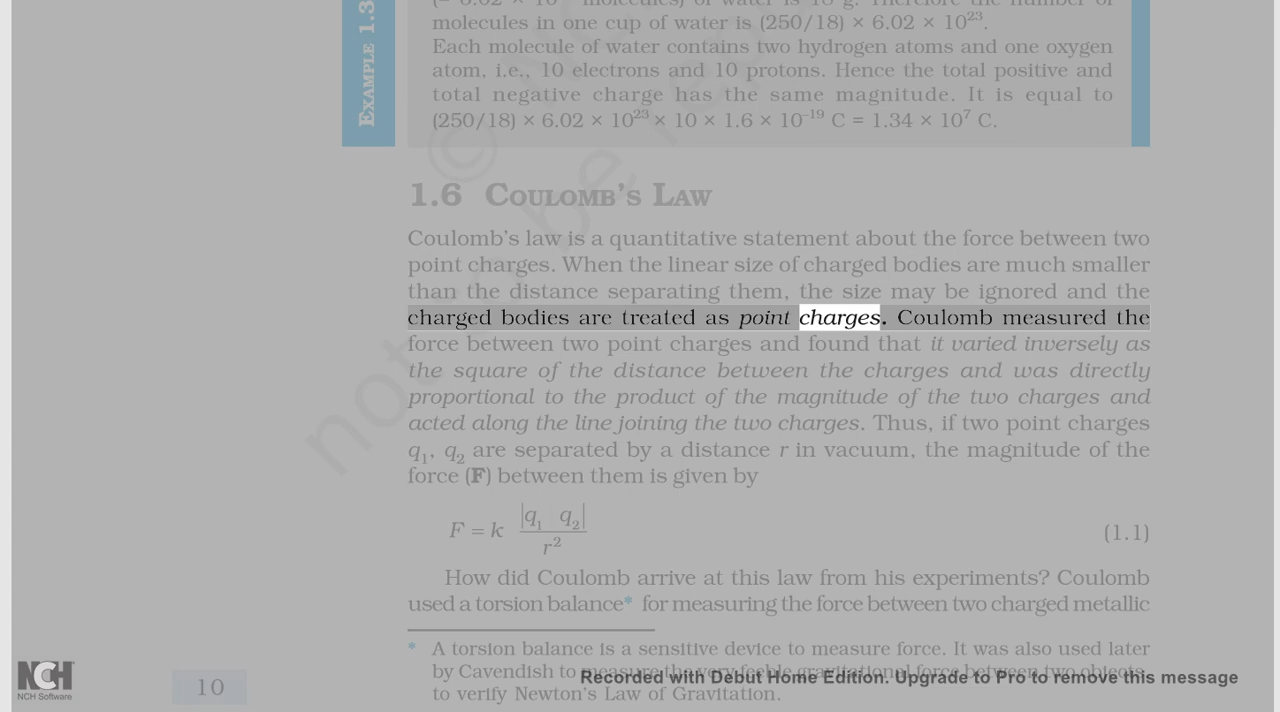 molecules in one cup of water is (250/18) × 6.02 × 10²³.
Each molecule of water contains two hydrogen atoms and one oxygen
atom, i.e., 10 electrons and 10 protons. Hence the total positive and
total negative charge has the same magnitude. It is equal to
(250/18) × 6.02 × 10²³ × 10 × 1.6 × 10⁻¹⁹ C = 1.34 × 10⁷ C.
EXAMPLE 1.3
1.6 COULOMB'S LAW
Coulomb's law is a quantitative statement about the force between two
point charges. When the linear size of charged bodies are much smaller
than the distance separating them, the size may be ignored and the
charged bodies are treated as point charges. Coulomb measured the
force between two point charges and found that it varied inversely as
the square of the distance between the charges and was directly
proportional to the product of the magnitude of the two charges and
acted along the line joining the two charges. Thus, if two point charges
q₁, q₂ are separated by a distance r in vacuum, the magnitude of the
force (F) between them is given by
F = k |q₁ q₂| / r² (1.1)
How did Coulomb arrive at this law from his experiments? Coulomb
used a torsion balance* for measuring the force between two charged metallic
* A torsion balance is a sensitive device to measure force. It was also used later
by Cavendish to measure the very feeble gravitational force between two objects,
to verify Newton's Law of Gravitation.
10
NCH
NCH Software
Recorded with Debut Home Edition. Upgrade to Pro to remove this message